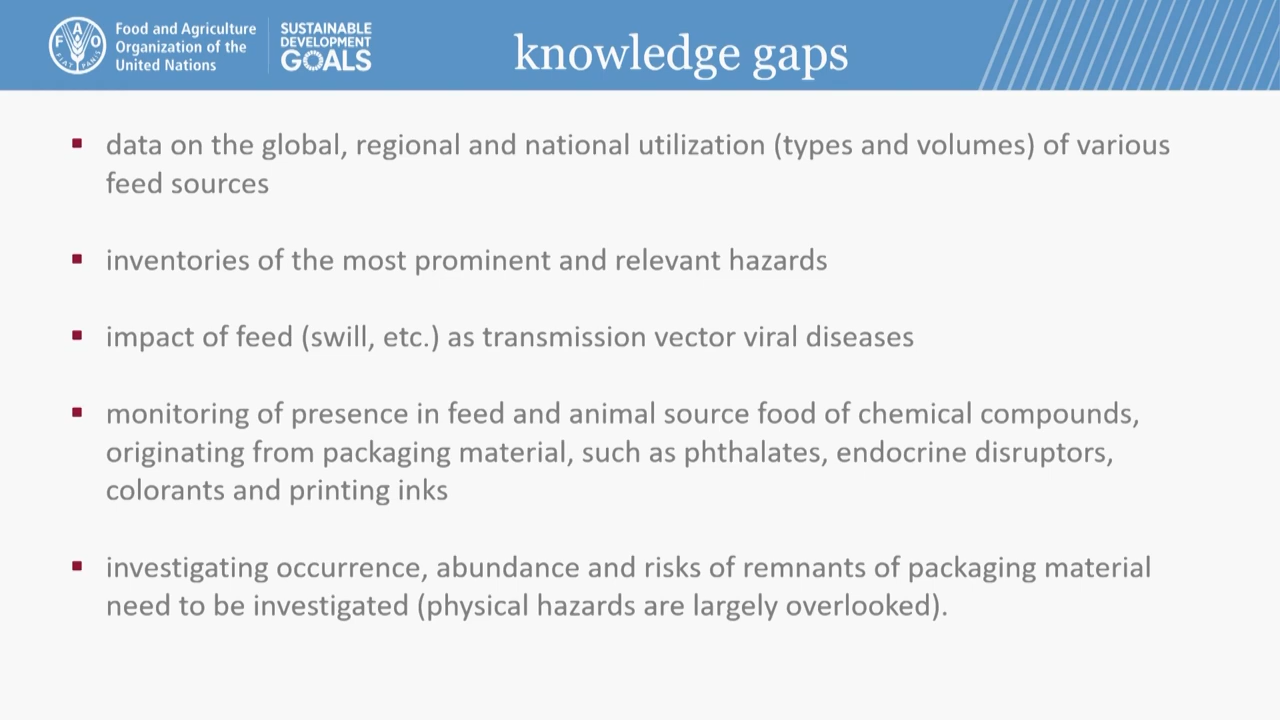 F A O
FIAT PANIS
Food and Agriculture
Organization of the
United Nations
SUSTAINABLE
DEVELOPMENT
GOALS
knowledge gaps
data on the global, regional and national utilization (types and volumes) of various
feed sources
inventories of the most prominent and relevant hazards
impact of feed (swill, etc.) as transmission vector viral diseases
monitoring of presence in feed and animal source food of chemical compounds,
originating from packaging material, such as phthalates, endocrine disruptors,
colorants and printing inks
investigating occurrence, abundance and risks of remnants of packaging material
need to be investigated (physical hazards are largely overlooked).